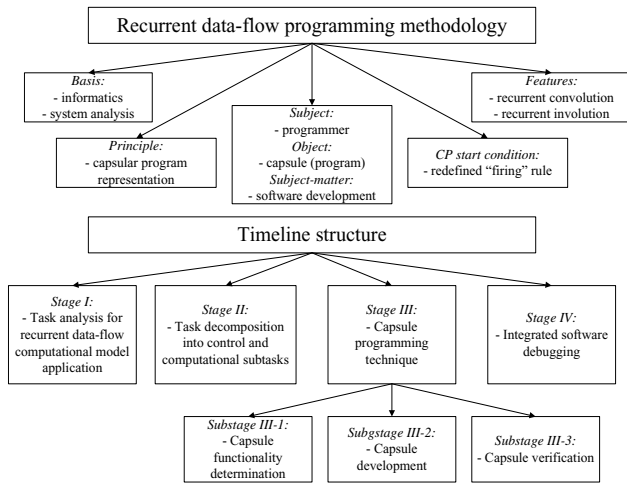 Recurrent data-flow programming methodology
Basis:
- informatics
- system analysis
Features:
- recurrent convolution
- recurrent involution
Principle:
- capsular program
representation
Subject:
- programmer
Object:
- capsule (program)
Subject-matter:
- software development
CP start condition:
- redefined “firing” rule
Timeline structure
Stage I:
- Task analysis for
recurrent data-flow
computational model
application
Stage II:
- Task decomposition
into control and
computational subtasks
Stage III:
- Capsule
programming
technique
Stage IV:
- Integrated software
debugging
Substage III-1:
- Capsule
functionality
determination
Subgstage III-2:
- Capsule
development
Substage III-3:
- Capsule verification